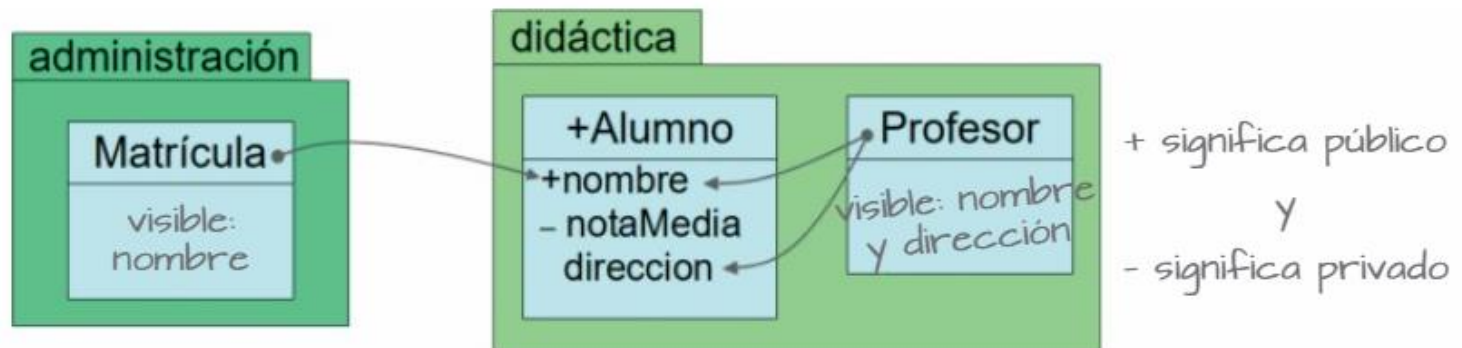 administración
Matrícula
visible:
nombre
didáctica
+Alumno
+nombre
- notaMedia
direccion
Profesor
visible: nombre
y dirección
+ significa público
y
- significa privado